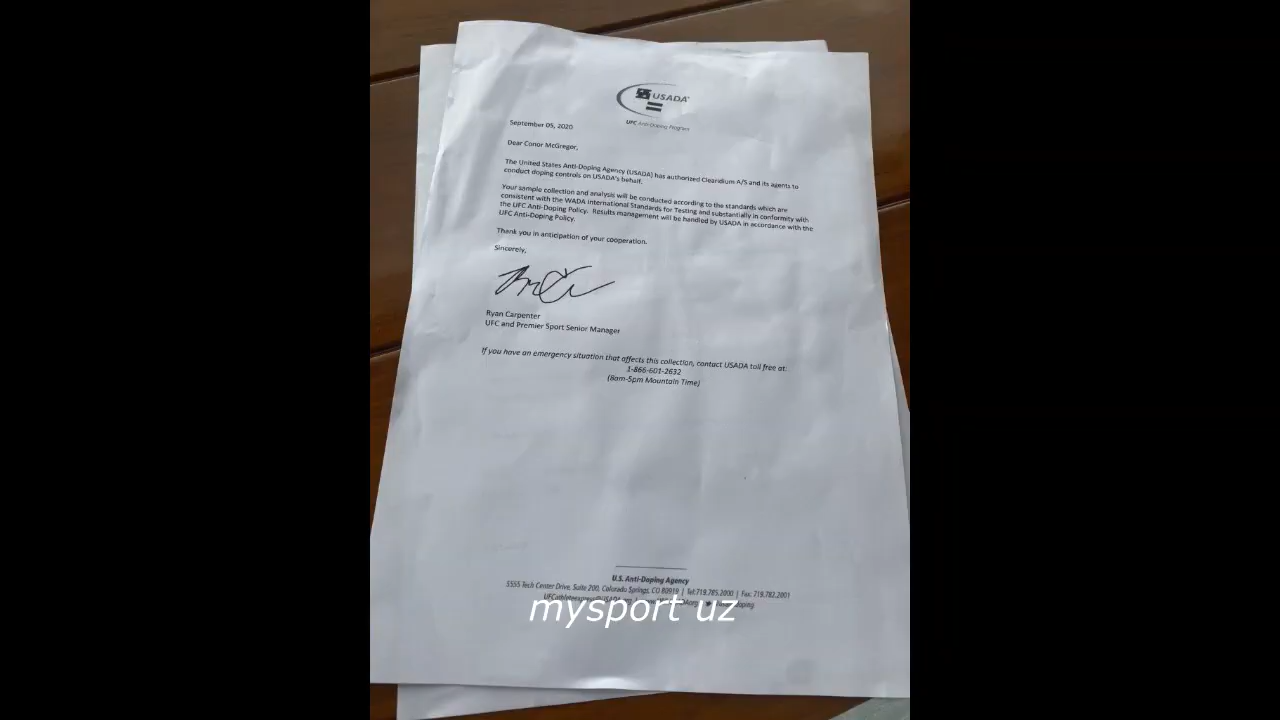 USADA
UFC Anti-Doping Program
September 05, 2020
Dear Conor McGregor,
The United States Anti-Doping Agency (USADA) has authorized Clearidium A/S and its agents to
conduct doping controls on USADA's behalf.
Your sample collection and analysis will be conducted according to the standards which are
consistent with the WADA International Standards for Testing and substantially in conformity with
the UFC Anti-Doping Policy. Results management will be handled by USADA in accordance with the
UFC Anti-Doping Policy.
Thank you in anticipation of your cooperation.
Sincerely,
Ryan Carpenter
UFC and Premier Sport Senior Manager
If you have an emergency situation that affects this collection, contact USADA toll free at:
1-866-601-2632
(8am-5pm Mountain Time)
U.S. Anti-Doping Agency
5555 Tech Center Drive, Suite 200, Colorado Springs, CO 80919 | Tel: 719.785.2000 | Fax: 719.782.2001
mysport uz